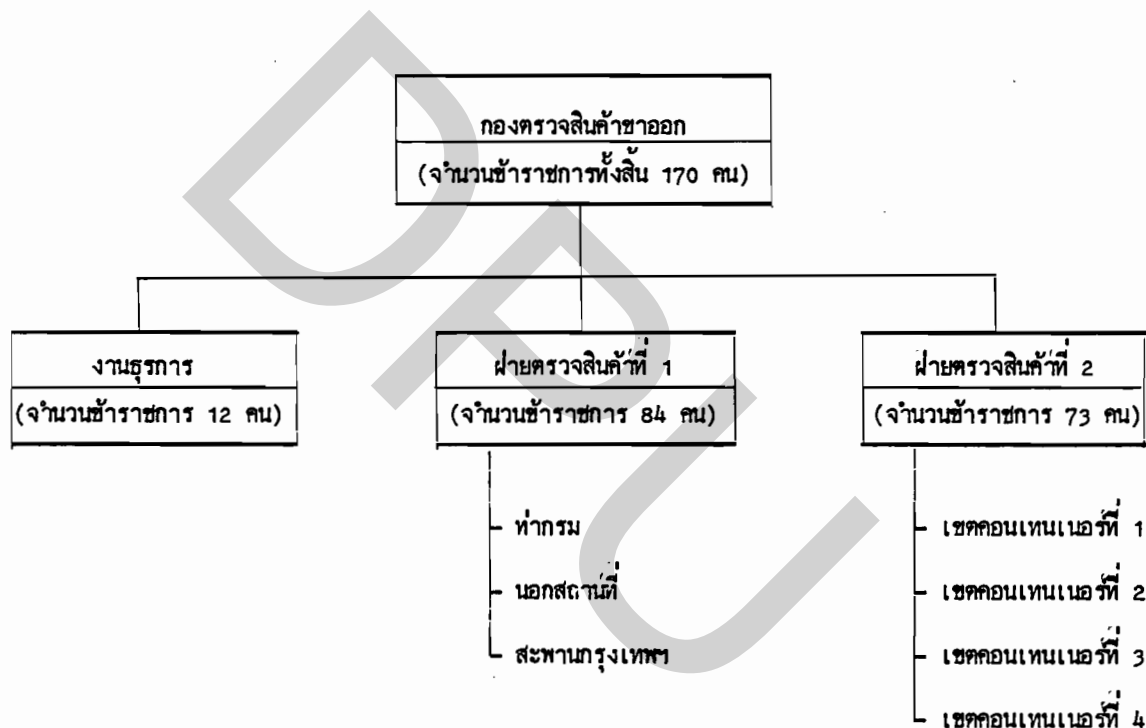 กองตรวจสินค้าขาออก
(จำนวนข้าราชการทั้งสิ้น 170 คน)
งานธุรการ
(จำนวนข้าราชการ 12 คน)
ฝ่ายตรวจสินค้าที่ 1
(จำนวนข้าราชการ 84 คน)
ท่ากรม
นอกสถานที่
สะพานกรุงเทพฯ
ฝ่ายตรวจสินค้าที่ 2
(จำนวนข้าราชการ 73 คน)
เขตคอนเทนเนอร์ที่ 1
เขตคอนเทนเนอร์ที่ 2
เขตคอนเทนเนอร์ที่ 3
เขตคอนเทนเนอร์ที่ 4
DPU